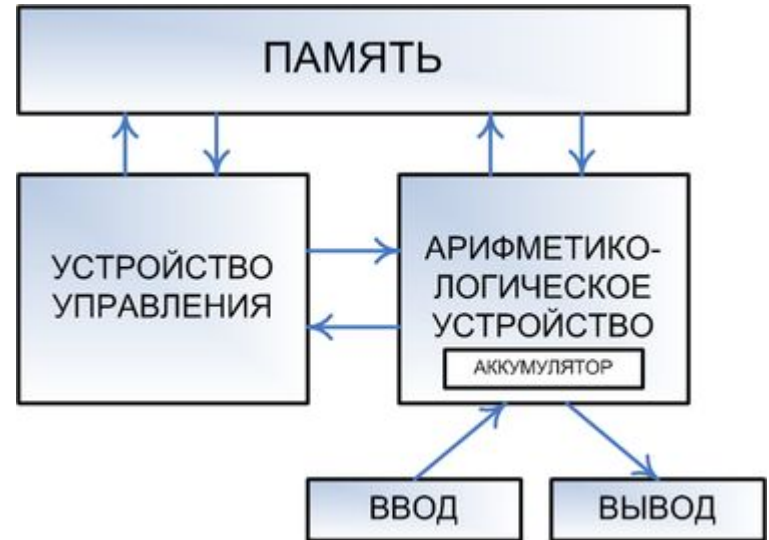 ПАМЯТЬ
УСТРОЙСТВО
УПРАВЛЕНИЯ
АРИФМЕТИКО-
ЛОГИЧЕСКОЕ
УСТРОЙСТВО
АККУМУЛЯТОР
ВВОД
ВЫВОД